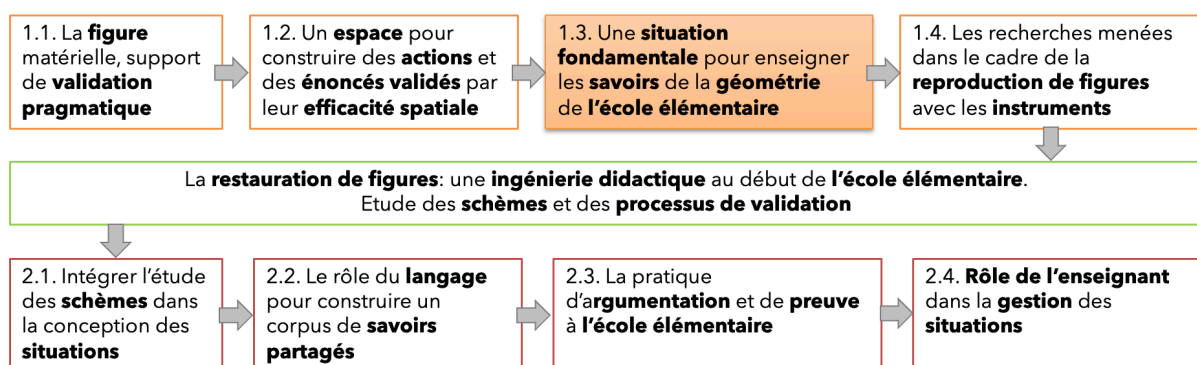 1.1. La figure
matérielle, support
de validation
pragmatique
1.2. Un espace pour
construire des actions et
des énoncés validés par
leur efficacité spatiale
1.3. Une situation
fondamentale pour enseigner
les savoirs de la géométrie
de l'école élémentaire
1.4. Les recherches menées
dans le cadre de la
reproduction de figures
avec les instruments
La restauration de figures: une ingénierie didactique au début de l'école élémentaire.
Etude des schèmes et des processus de validation
2.1. Intégrer l'étude
des schèmes dans
la conception des
situations
2.2. Le rôle du langage
pour construire un
corpus de savoirs
partagés
2.3. La pratique
d'argumentation et de preuve
à l'école élémentaire
2.4. Rôle de l'enseignant
dans la gestion des
situations